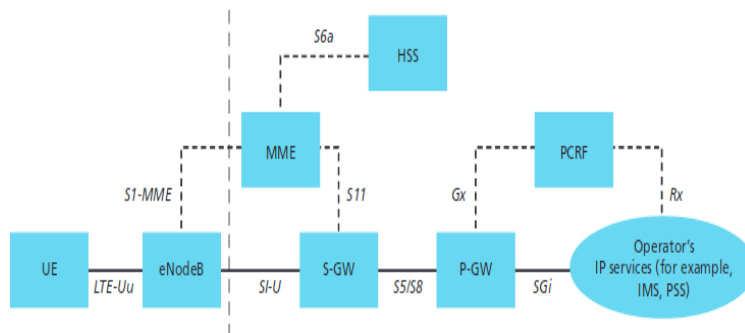 S6a
HSS
MME
PCRF
S1-MME
S11
Gx
Rx
UE
eNodeB
S-GW
P-GW
Operator's
IP services (for example,
IMS, PSS)
LTE-Uu
SI-U
S5/S8
SGi